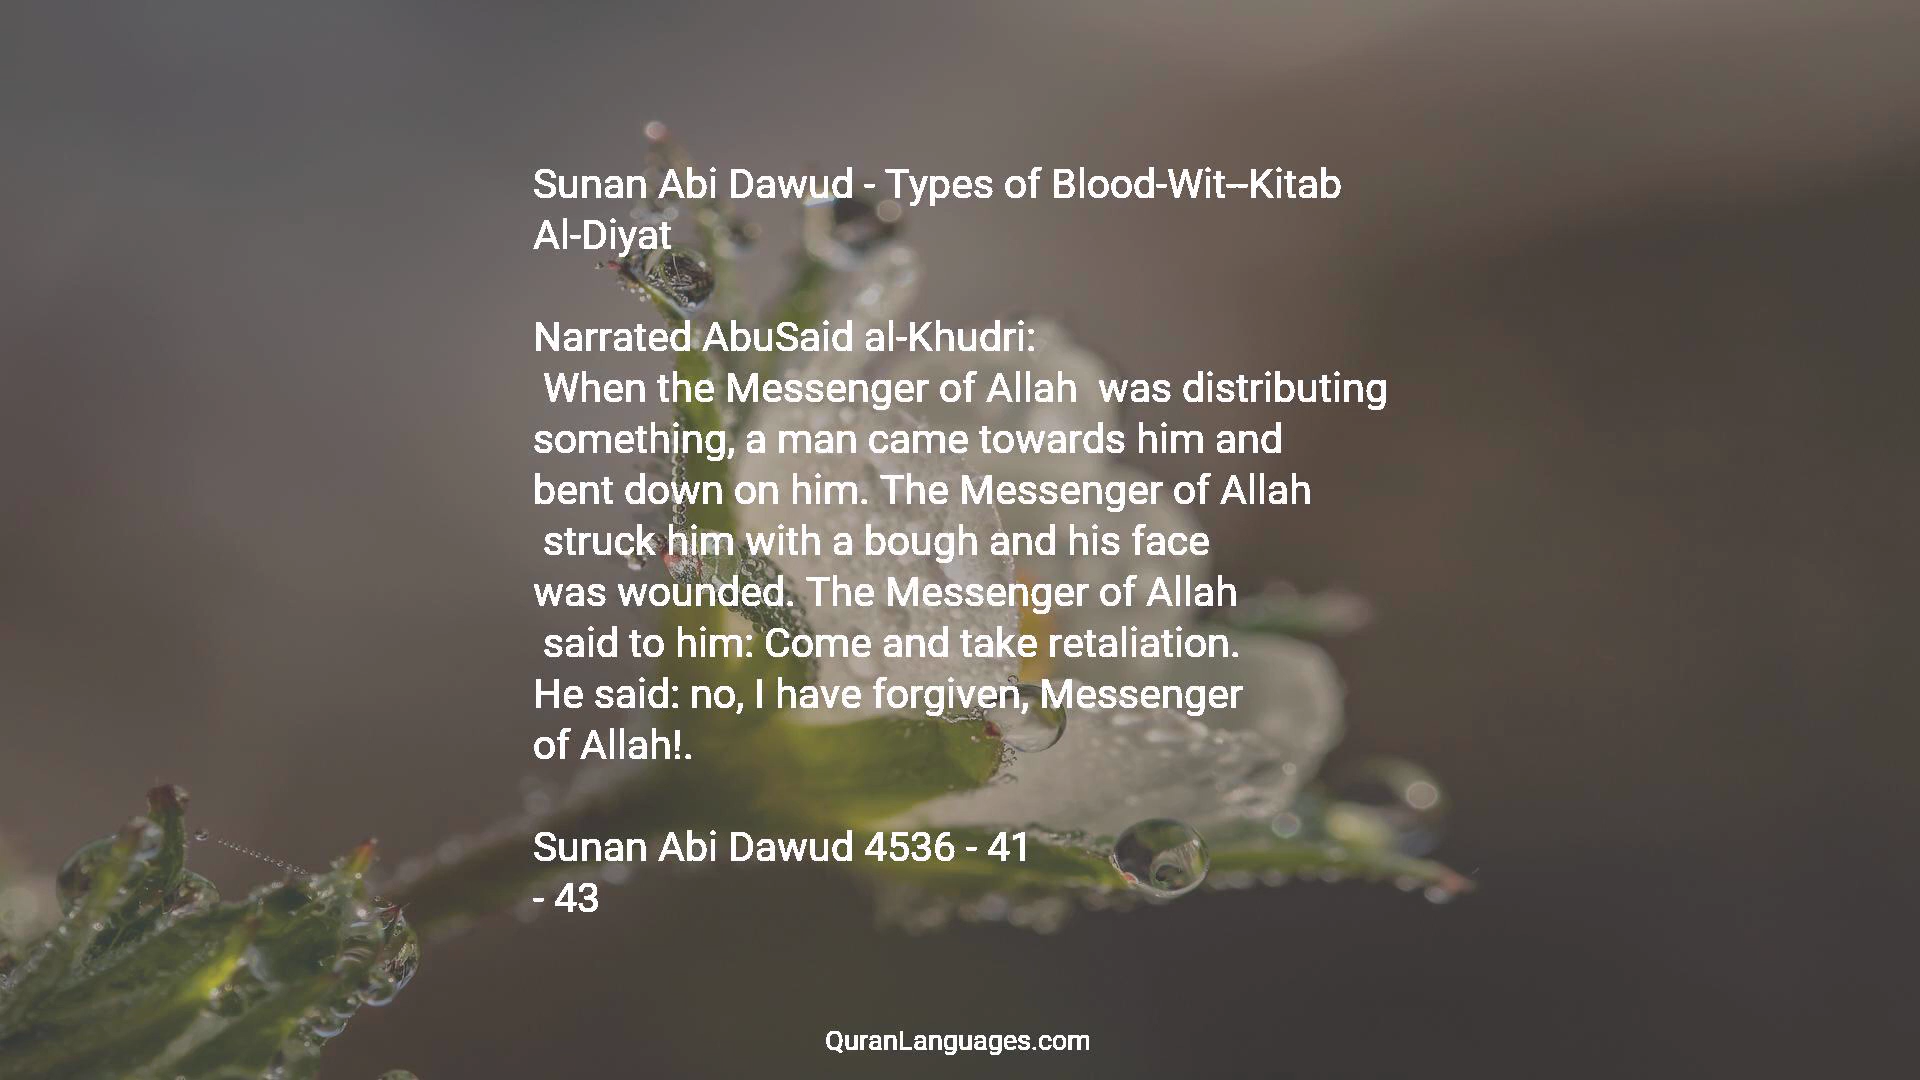 Sunan Abi Dawud - Types of Blood-Wit--Kitab
Al-Diyat
Narrated AbuSaid al-Khudri:
When the Messenger of Allah  was distributing
something, a man came towards him and
bent down on him. The Messenger of Allah
struck him with a bough and his face
was wounded. The Messenger of Allah
said to him: Come and take retaliation.
He said: no, I have forgiven, Messenger
of Allah!.
Sunan Abi Dawud 4536 - 41
- 43
QuranLanguages.com